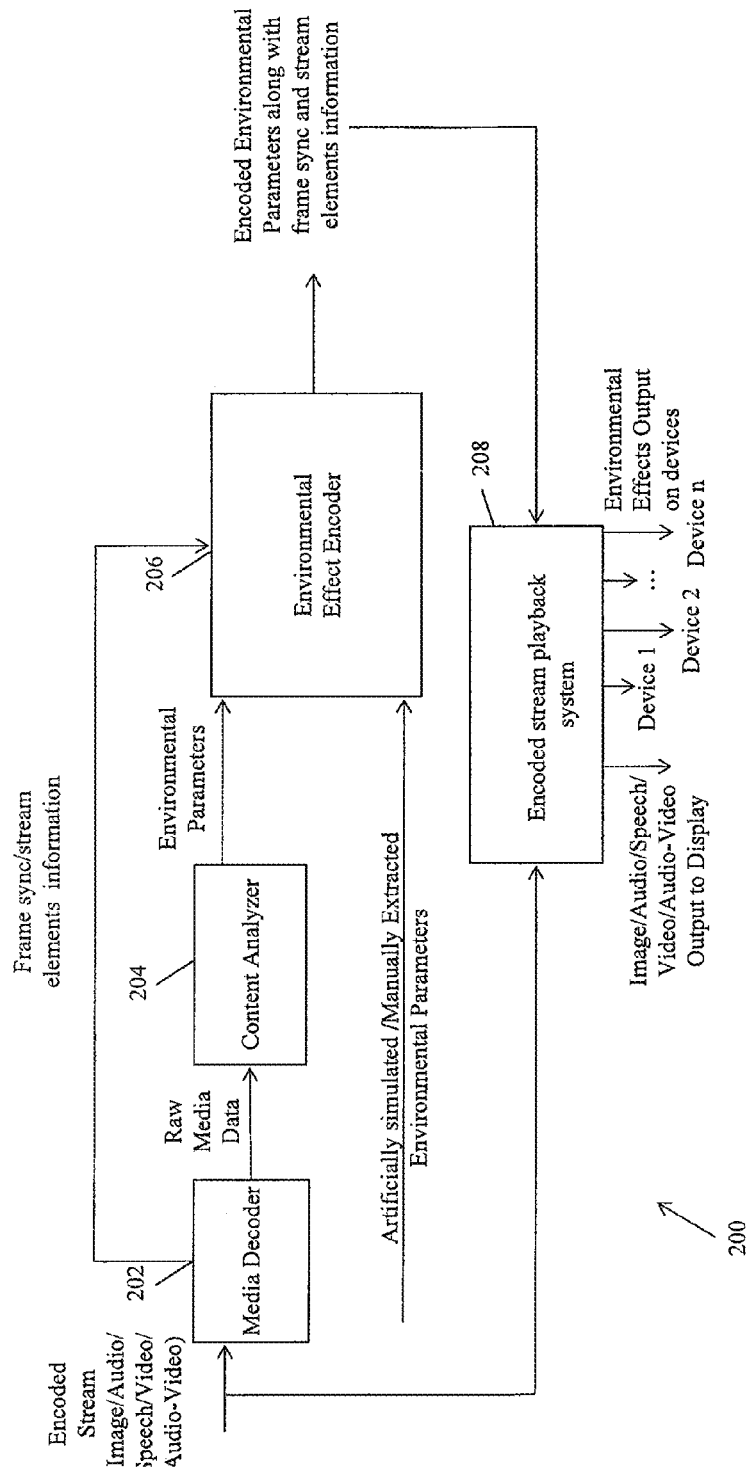 Encoded
Stream
Image/Audio/
Speech/Video/
Audio-Video)
202
Media Decoder
Raw
Media
Data
204
Content Analyzer
Frame sync/stream
elements information
Environmental
Parameters
206
Environmental
Effect Encoder
Artificially simulated /Manually Extracted
Environmental Parameters
Encoded Environmental
Parameters along with
frame sync and stream
elements information
208
Encoded stream playback
system
Image/Audio/Speech/
Video/Audio-Video
Output to Display
Device 1
Device 2
...
Device n
Environmental
Effects Output
on devices
200